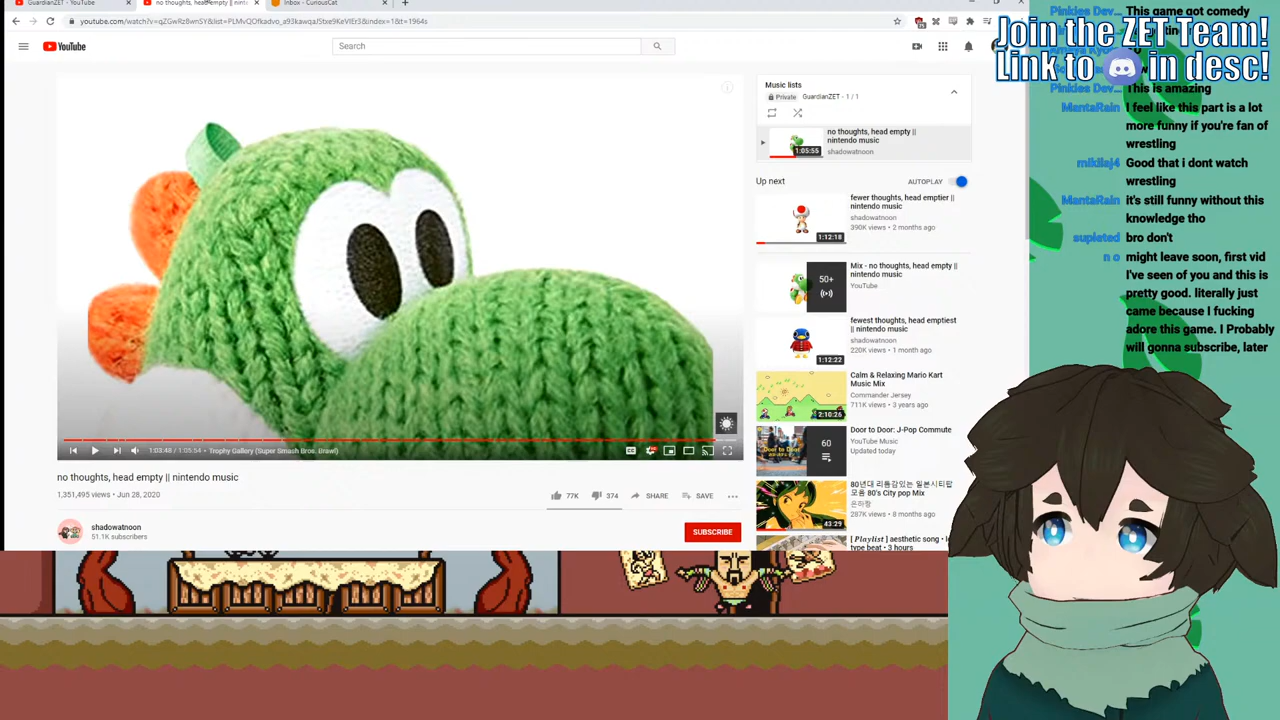 GuardianZET - YouTube
no thoughts, head empty || ninte
Inbox - CuriousCat
youtube.com/watch?v=qZGwRz8wnSY&list=PLMvQOfkadvo_a93kawqa/Stxe9KeVIEr3&index=1&t=1964s
YouTube
Search
Music lists
Private GuardianZET - 1 / 1
no thoughts, head empty ||
nintendo music
shadowatnoon
1:05:55
Up next
AUTOPLAY
fewer thoughts, head emptier ||
nintendo music
shadowatnoon
390K views • 2 months ago
1:12:18
Mix - no thoughts, head empty ||
nintendo music
YouTube
50+
fewest thoughts, head emptiest
|| nintendo music
shadowatnoon
220K views • 1 month ago
1:12:22
Calm & Relaxing Mario Kart
Music Mix
Commander Jersey
711K views • 3 years ago
2:10:26
Door to Door: J-Pop Commute
YouTube Music
Updated today
60
80년대 리듬감있는 일본시티팝
모음 80's City pop Mix
은하항
287K views • 8 months ago
43:29
[ Playlist ] aesthetic song • l
type beat • 3 hours
1:03:48 / 1:05:54 • Trophy Gallery (Super Smash Bros. Brawl)
no thoughts, head empty || nintendo music
1,351,495 views • Jun 28, 2020
77K
374
SHARE
SAVE
shadowatnoon
51.1K subscribers
SUBSCRIBE
Pinkies Dev... This game got comedy
Join the ZET Team!
Link to in desc!
Pinkies Dev... This is amazing
MantaRain I feel like this part is a lot
more funny if you're fan of
wrestling
mikilaj4 Good that i dont watch
wrestling
MantaRain it's still funny without this
knowledge tho
supleted bro don't
n o might leave soon, first vid
I've seen of you and this is
pretty good. literally just
came because I fucking
adore this game. I Probably
will gonna subscribe, later